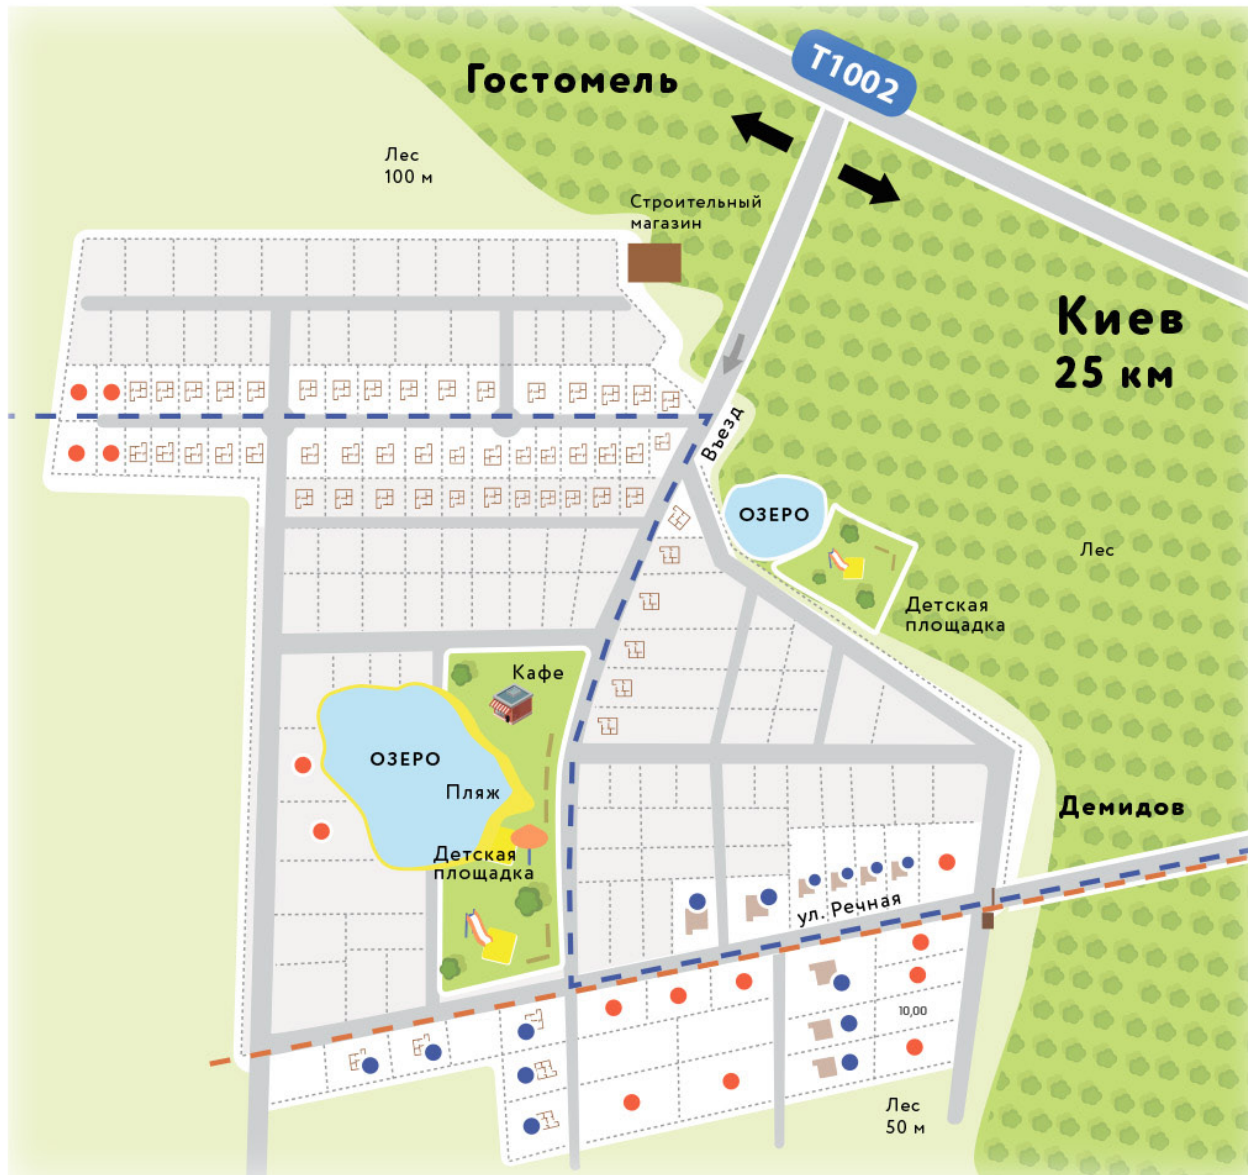 T1002
Гостомель
Лес
100 м
Строительный
магазин
Киев
25 км
Въезд
ОЗЕРО
Лес
Детская
площадка
Кафе
ОЗЕРО
Пляж
Демидов
Детская
площадка
ул. Речная
10,00
Лес
50 м